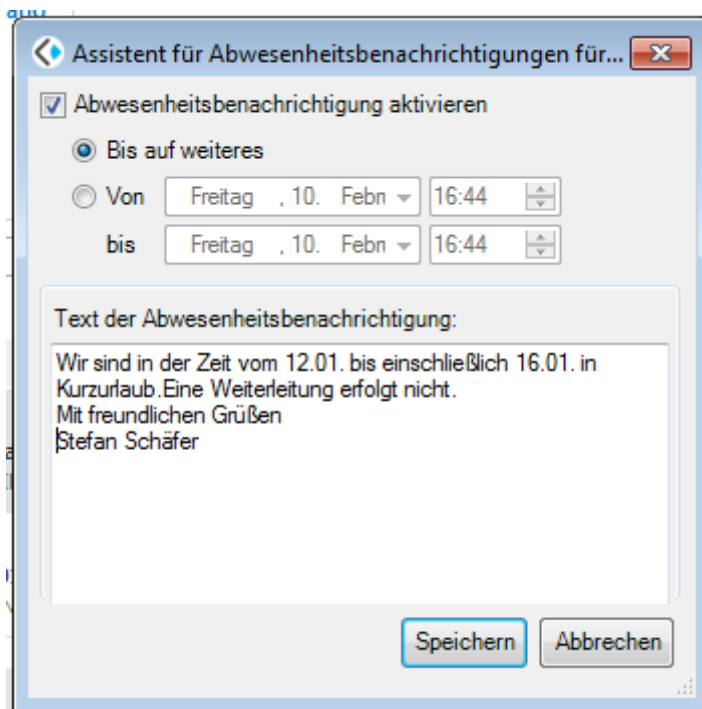 Assistent für Abwesenheitsbenachrichtigungen für...
Abwesenheitsbenachrichtigung aktivieren
Bis auf weiteres
Von Freitag , 10. Febr 16:44
bis Freitag , 10. Febr 16:44
Text der Abwesenheitsbenachrichtigung:
Wir sind in der Zeit vom 12.01. bis einschließlich 16.01. in
Kurzurlaub.Eine Weiterleitung erfolgt nicht.
Mit freundlichen Grüßen
Stefan Schäfer
Speichern Abbrechen